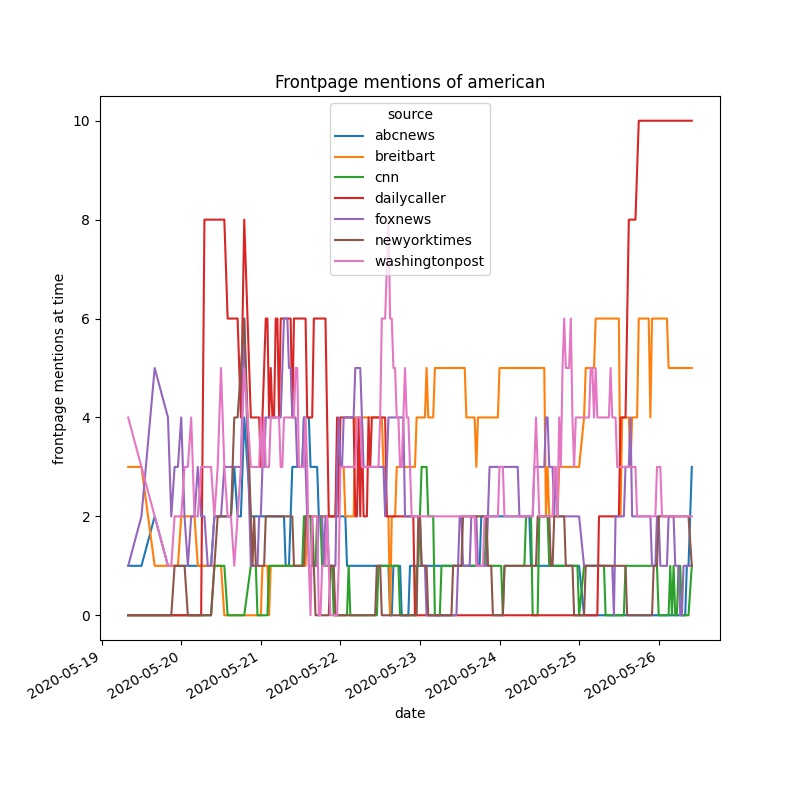 Frontpage mentions of american
source
abcnews
breitbart
cnn
dailycaller
foxnews
newyorktimes
washingtonpost
frontpage mentions at time
10
8
6
4
2
0
2020-05-19
2020-05-20
2020-05-21
2020-05-22
2020-05-23
2020-05-24
2020-05-25
2020-05-26
date